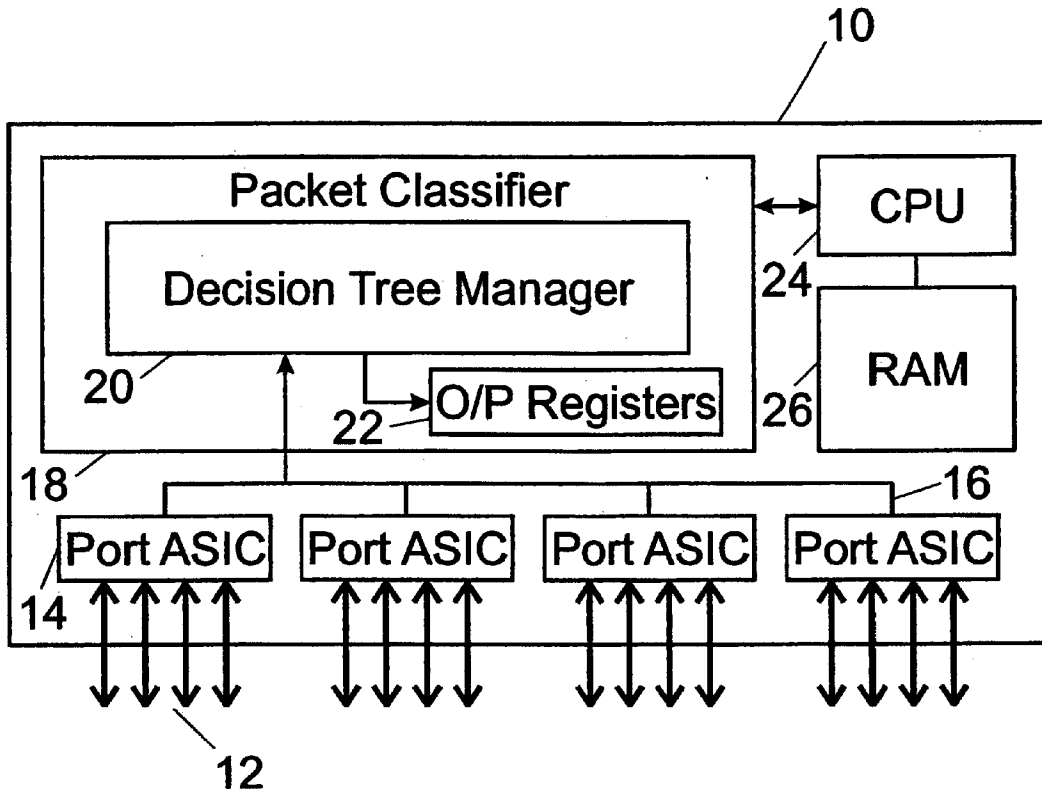 10
Packet Classifier
CPU
Decision Tree Manager
24
20
22
O/P Registers
RAM
26
18
16
Port ASIC
Port ASIC
Port ASIC
Port ASIC
14
12